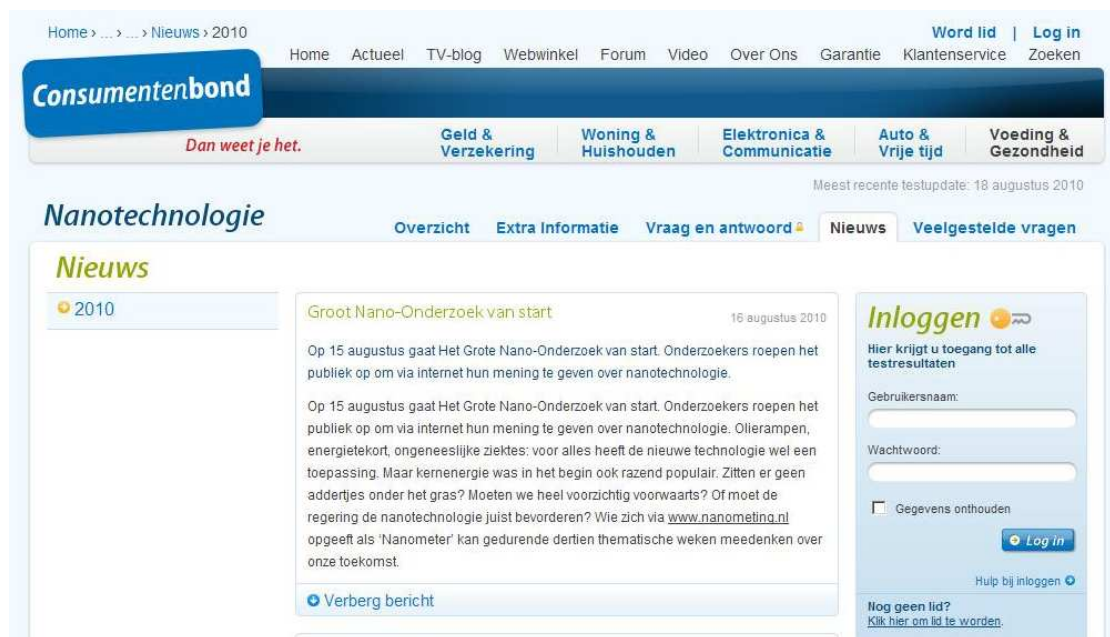 Home › ... › ... › Nieuws › 2010
Word lid | Log in
Home Actueel TV-blog Webwinkel Forum Video Over Ons Garantie Klantenservice Zoeken
Consumentenbond
Dan weet je het.
Geld & Verzekering
Woning & Huishouden
Elektronica & Communicatie
Auto & Vrije tijd
Voeding & Gezondheid
Meest recente testupdate: 18 augustus 2010
Nanotechnologie
Overzicht Extra Informatie Vraag en antwoord Nieuws Veelgestelde vragen
Nieuws
2010
Groot Nano-Onderzoek van start
16 augustus 2010
Op 15 augustus gaat Het Grote Nano-Onderzoek van start. Onderzoekers roepen het
publiek op om via internet hun mening te geven over nanotechnologie.
Op 15 augustus gaat Het Grote Nano-Onderzoek van start. Onderzoekers roepen het
publiek op om via internet hun mening te geven over nanotechnologie. Olierampen,
energietekort, ongeneeslijke ziektes: voor alles heeft de nieuwe technologie wel een
toepassing. Maar kernenergie was in het begin ook razend populair. Zitten er geen
addertjes onder het gras? Moeten we heel voorzichtig voorwaarts? Of moet de
regering de nanotechnologie juist bevorderen? Wie zich via www.nanometing.nl
opgeeft als 'Nanometer' kan gedurende dertien thematische weken meedenken over
onze toekomst.
Verberg bericht
Inloggen
Hier krijgt u toegang tot alle
testresultaten
Gebruikersnaam:
Wachtwoord:
Gegevens onthouden
Log in
Hulp bij inloggen
Nog geen lid?
Klik hier om lid te worden.